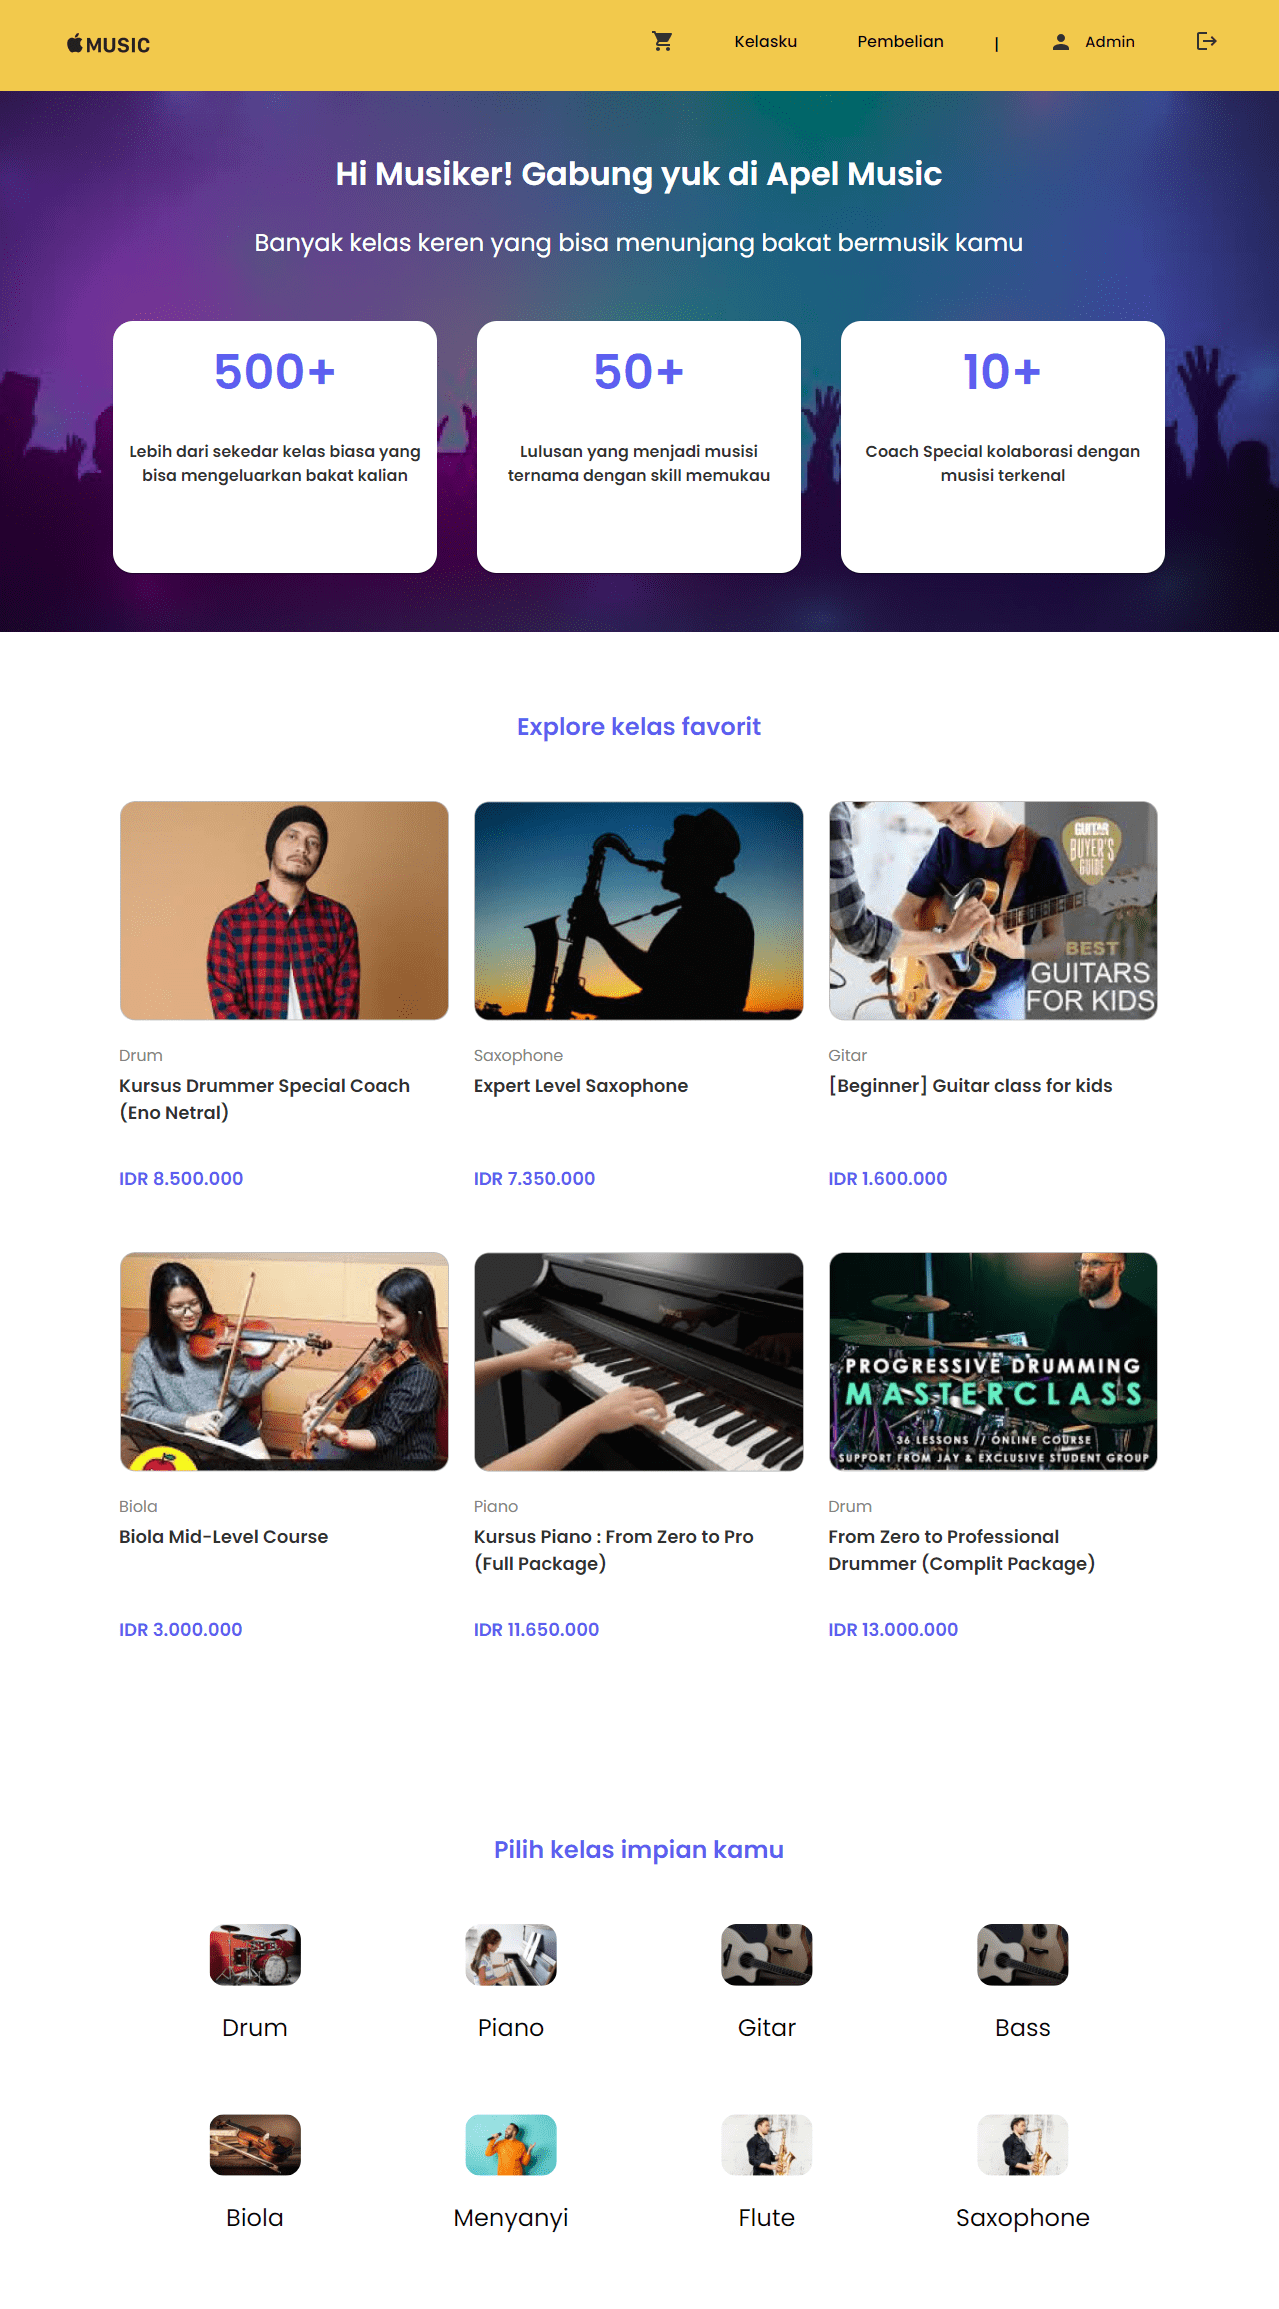 MUSIC
Kelasku
Pembelian
|
Admin
Hi Musiker! Gabung yuk di Apel Music
Banyak kelas keren yang bisa menunjang bakat bermusik kamu
500+
Lebih dari sekedar kelas biasa yang
bisa mengeluarkan bakat kalian
50+
Lulusan yang menjadi musisi
ternama dengan skill memukau
10+
Coach Special kolaborasi dengan
musisi terkenal
Explore kelas favorit
Drum
Kursus Drummer Special Coach
(Eno Netral)
IDR 8.500.000
Saxophone
Expert Level Saxophone
IDR 7.350.000
GUITAR
BUYER'S
GUIDE
BEST
GUITARS
FOR KIDS
Gitar
[Beginner] Guitar class for kids
IDR 1.600.000
Biola
Biola Mid-Level Course
IDR 3.000.000
Roland
Piano
Kursus Piano : From Zero to Pro
(Full Package)
IDR 11.650.000
PROGRESSIVE DRUMMING
MASTERCLASS
36 LESSONS // ONLINE COURSE
SUPPORT FROM JAY & EXCLUSIVE STUDENT GROUP
Drum
From Zero to Professional
Drummer (Complit Package)
IDR 13.000.000
Pilih kelas impian kamu
Drum
Piano
Gitar
Bass
Biola
Menyanyi
Flute
Saxophone